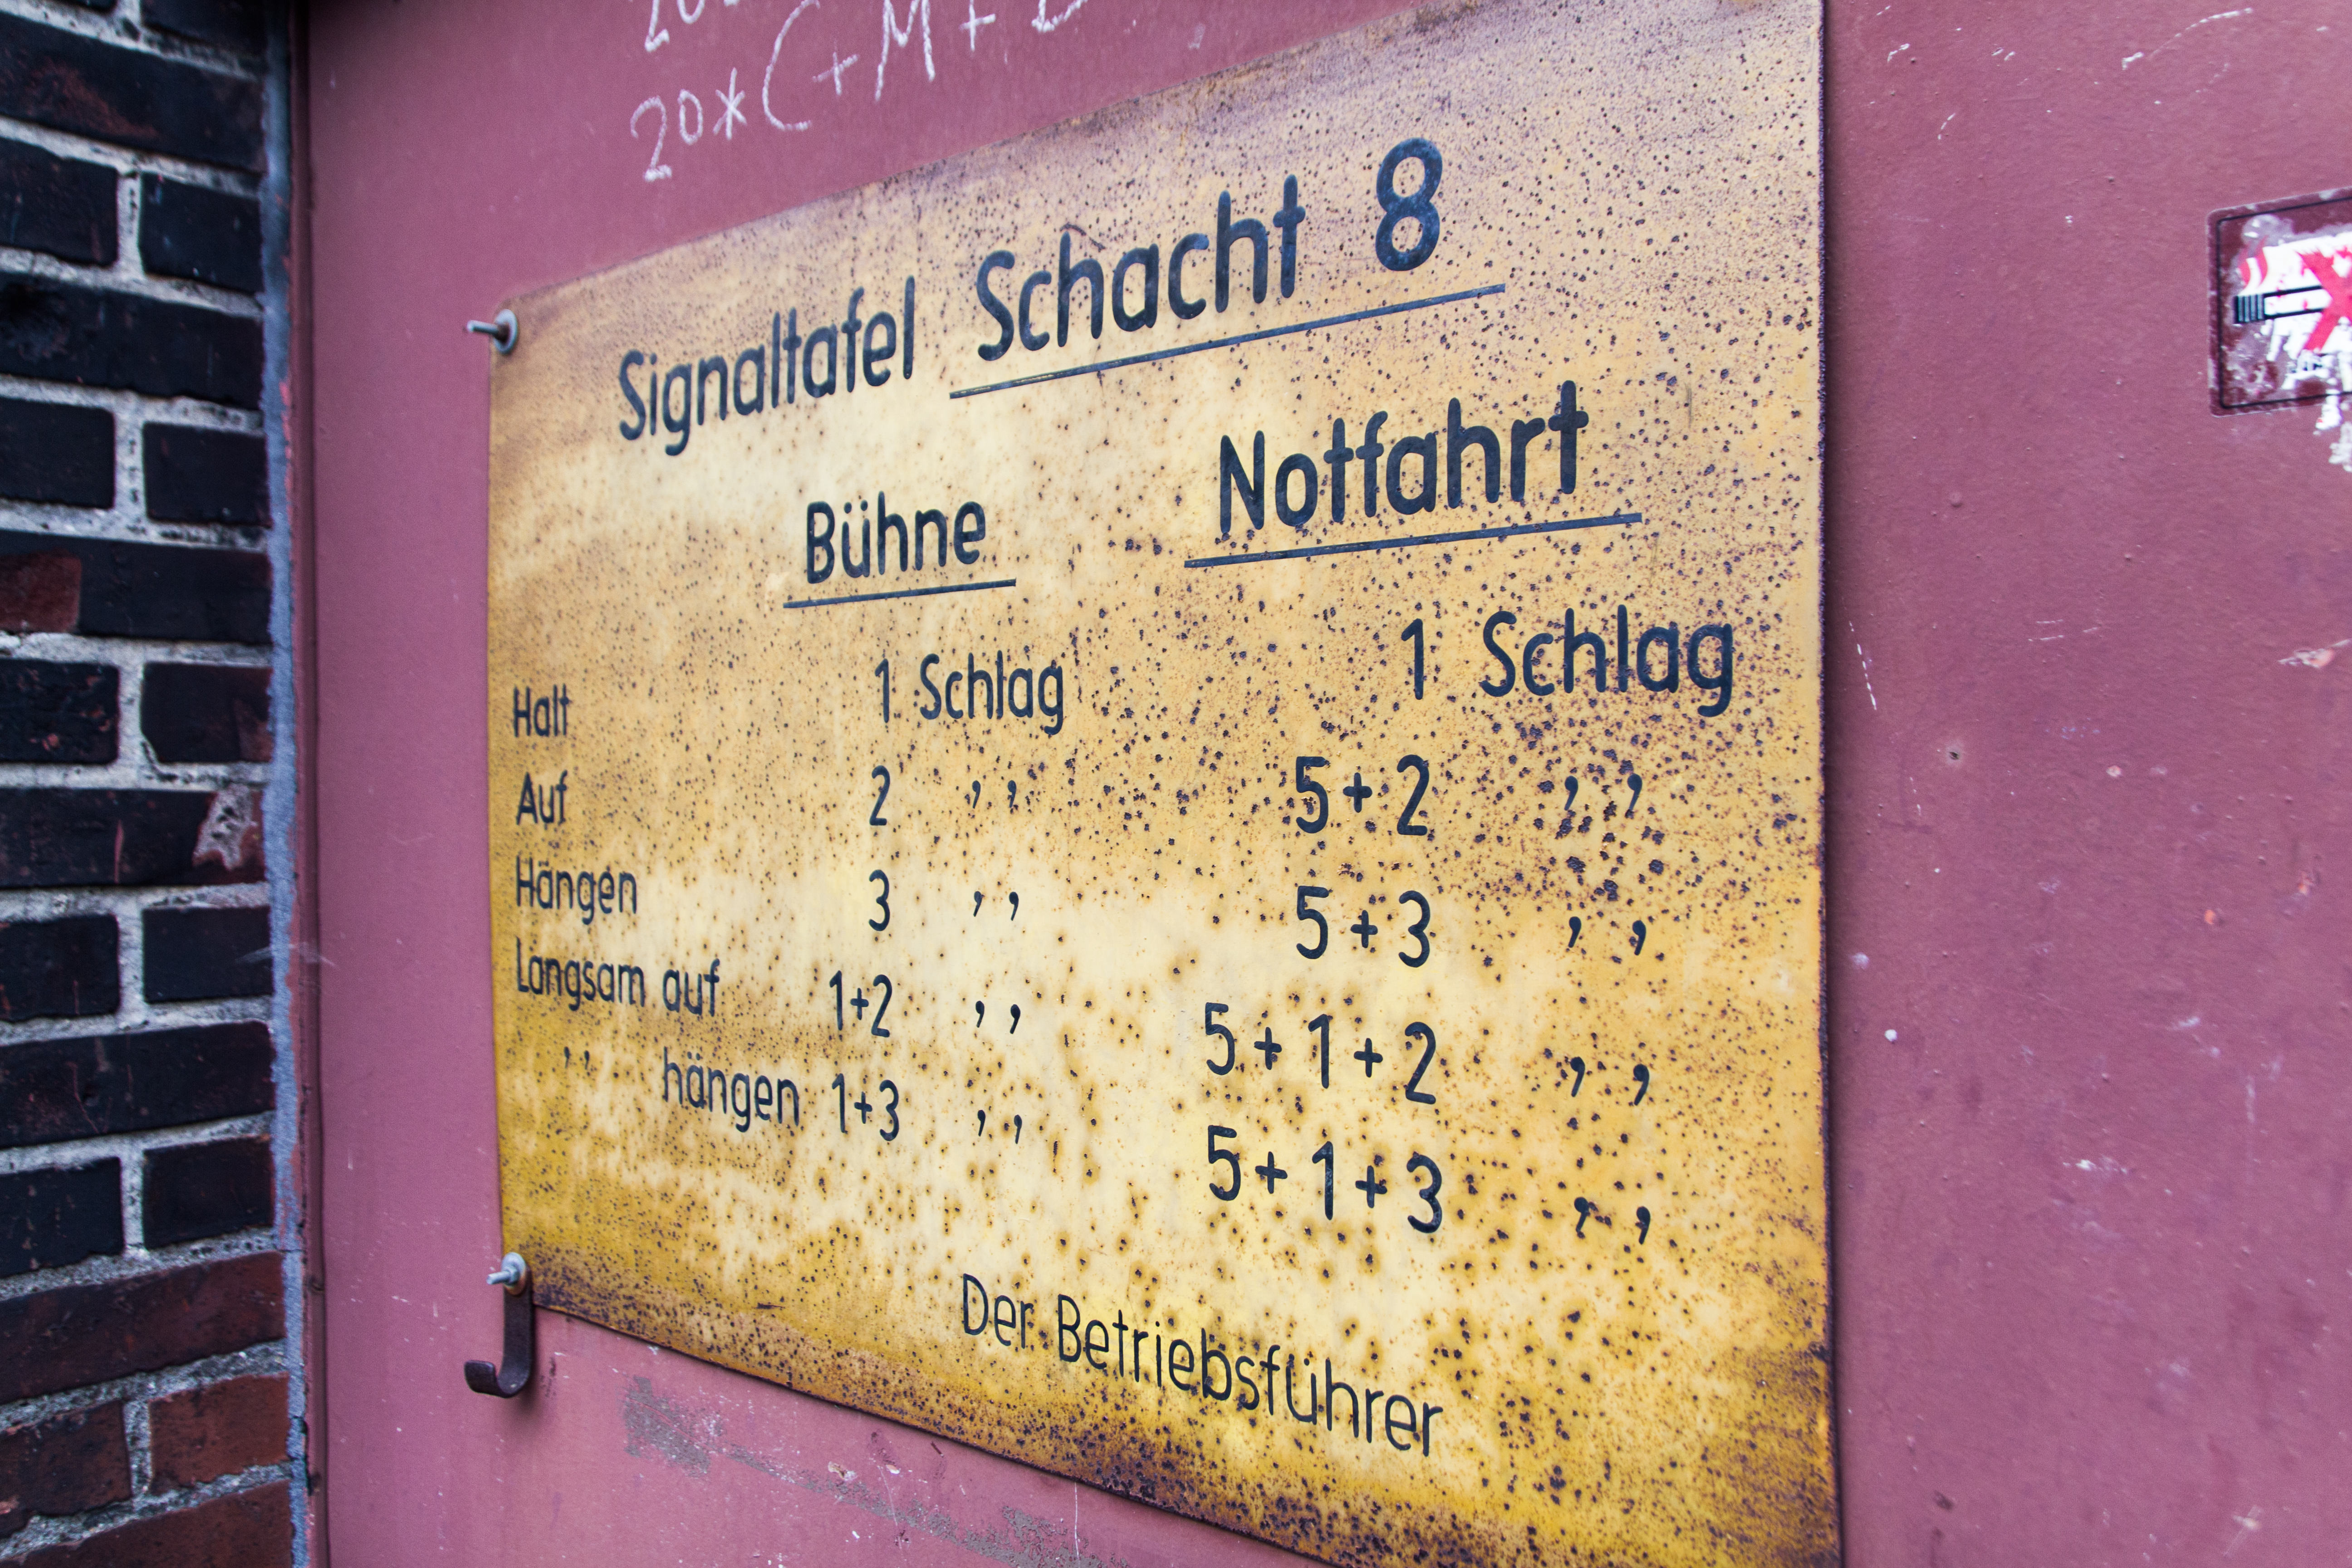 20*C+M+
Signaltafel Schacht 8
Bühne Notfahrt
Halt 1 Schlag 1 Schlag
Auf 2 ,, 5+2 ,,
Hängen 3 ,, 5+3 ,,
Langsam auf 1+2 ,, 5+1+2 ,,
,, hängen 1+3 ,, 5+1+3 ,,
Der Betriebsführer